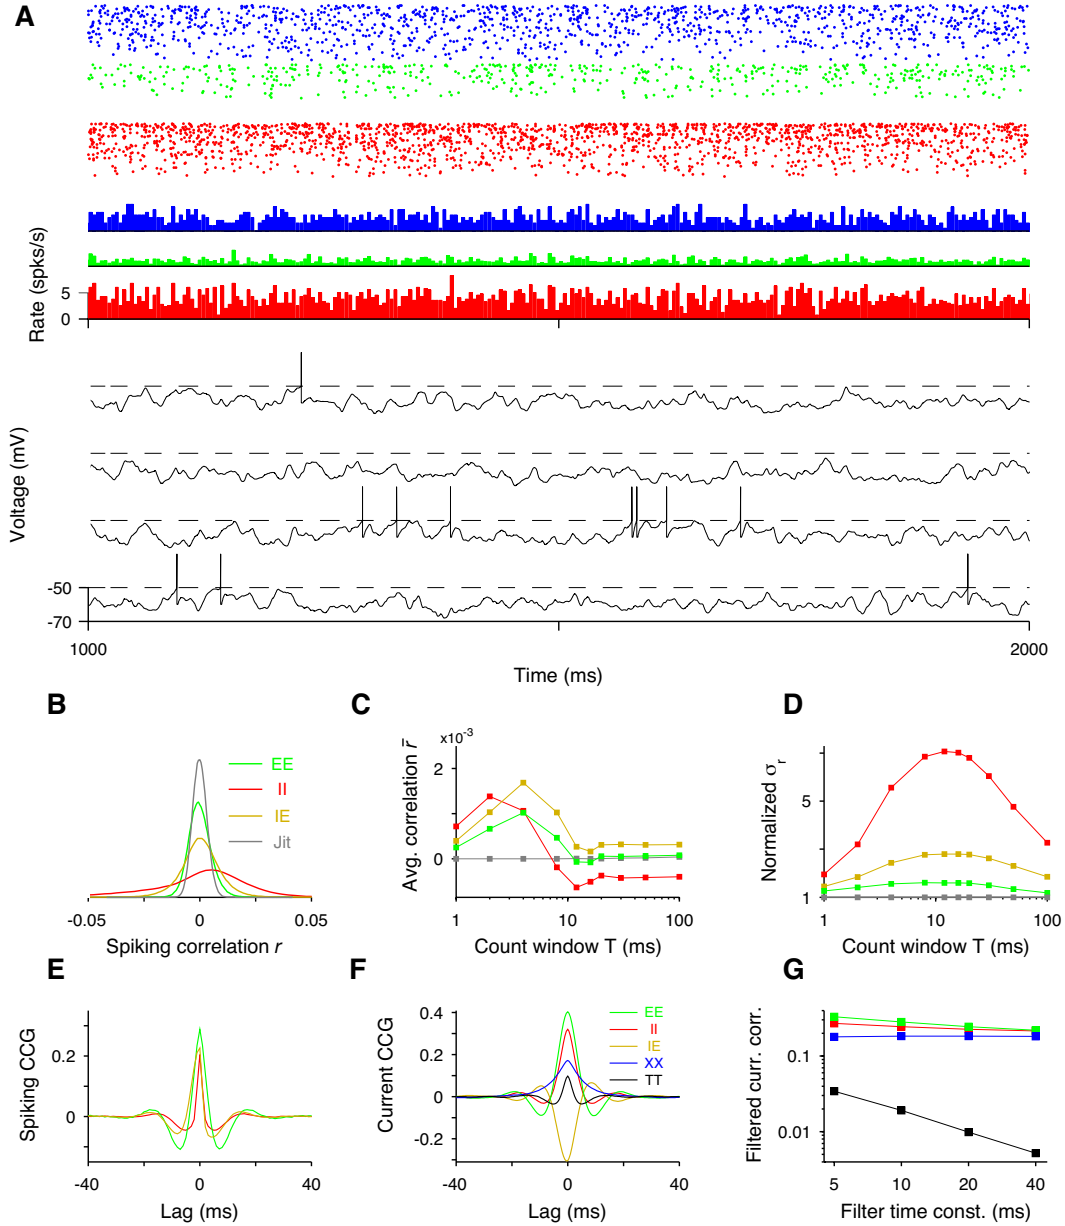 A
Rate (spks/s)
5
0
Voltage (mV)
-50
-70
1000
2000
Time (ms)
B
EE
II
IE
Jit
-0.05
0
0.05
Spiking correlation r
C
x10⁻³
Avg. correlation r̄
2
0
1
10
100
Count window T (ms)
D
Normalized σr
5
1
1
10
100
Count window T (ms)
E
Spiking CCG
0.2
0
-40
0
40
Lag (ms)
F
Current CCG
0.4
0.2
0
-0.2
EE
II
IE
XX
TT
-40
0
40
Lag (ms)
G
Filtered curr. corr.
0.1
0.01
5
10
20
40
Filter time const. (ms)